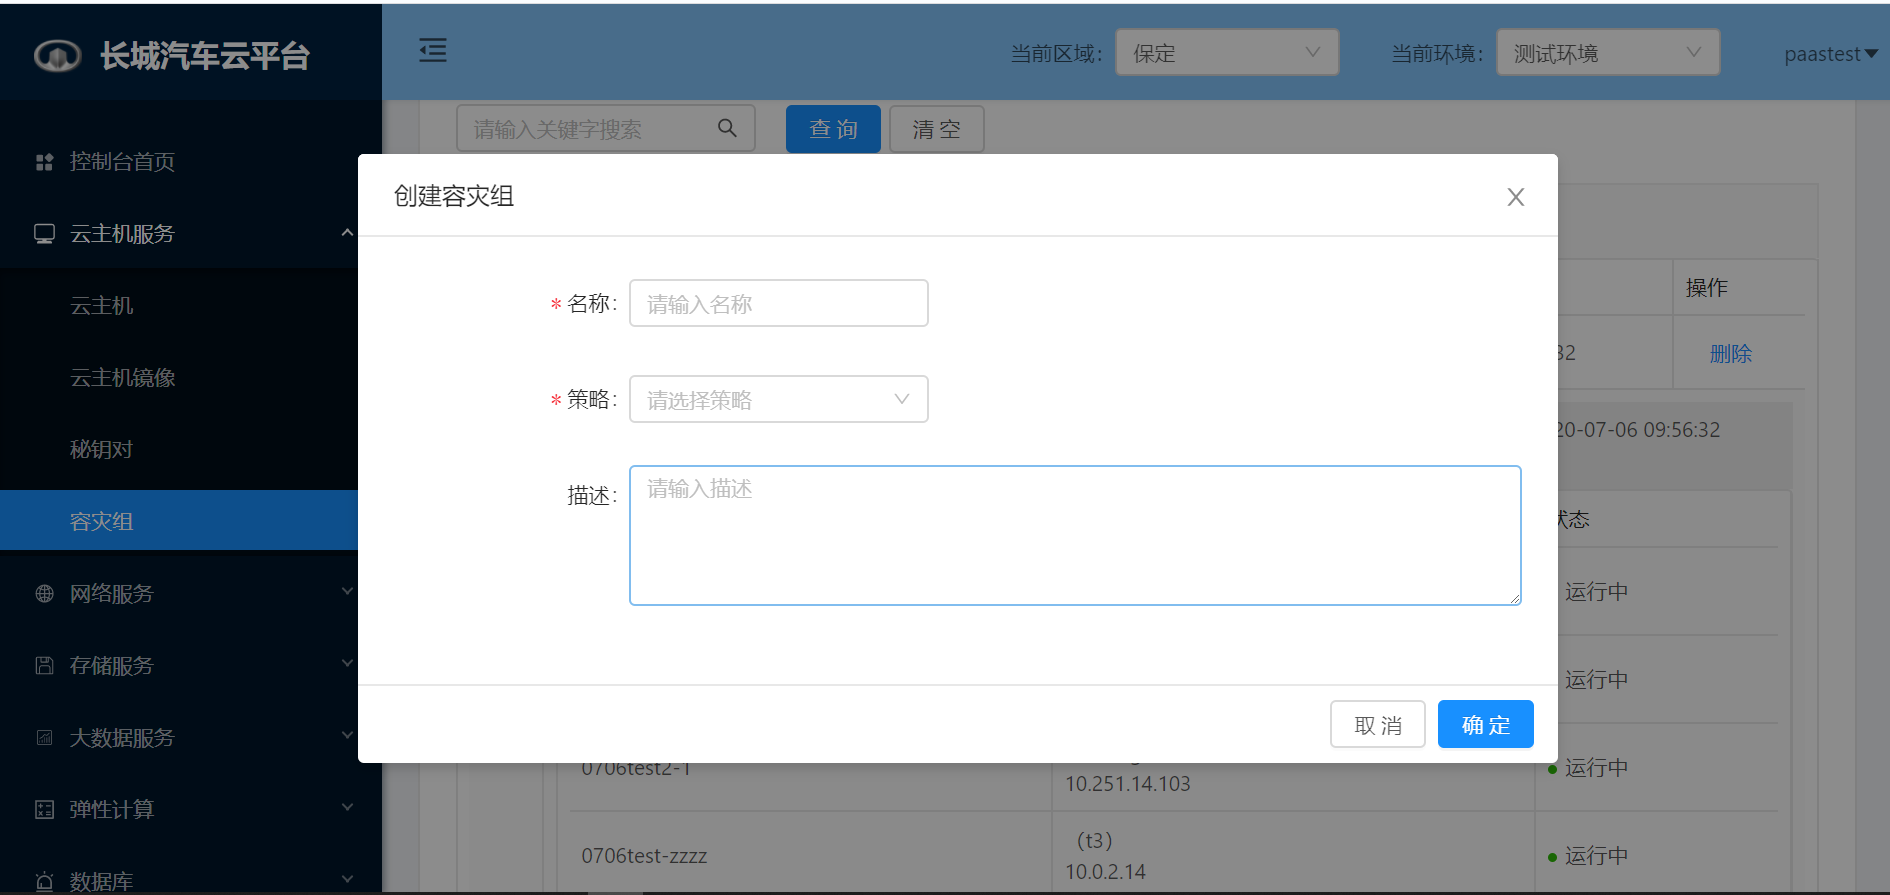 长城汽车云平台
当前区域：
保定
当前环境：
测试环境
paastest
控制台首页
云主机服务
云主机
云主机镜像
秘钥对
容灾组
网络服务
存储服务
大数据服务
弹性计算
数据库
请输入关键字搜索
查 询
清 空
创建容灾组
* 名称：
请输入名称
* 策略：
请选择策略
描述：
请输入描述
取 消
确 定
操作
32
删除
20-07-06 09:56:32
状态
运行中
运行中
0706test2-1
10.251.14.103
运行中
0706test-zzzz
(t3)
10.0.2.14
运行中